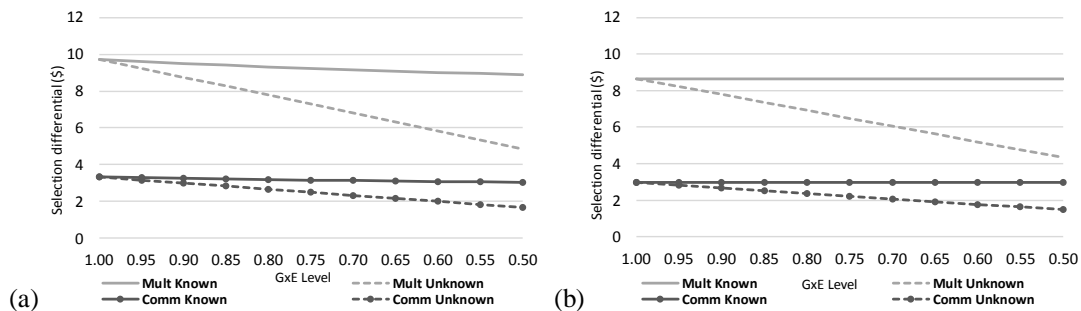 12
10
8
6
4
2
0
Selection differential ($)
1.00 0.95 0.90 0.85 0.80 0.75 0.70 0.65 0.60 0.55 0.50
GxE Level
Mult Known Mult Unknown
Comm Known Comm Unknown
(a)
12
10
8
6
4
2
0
Selection differential ($)
1.00 0.95 0.90 0.85 0.80 0.75 0.70 0.65 0.60 0.55 0.50
GxE Level
Mult Known Mult Unknown
Comm Known Comm Unknown
(b)